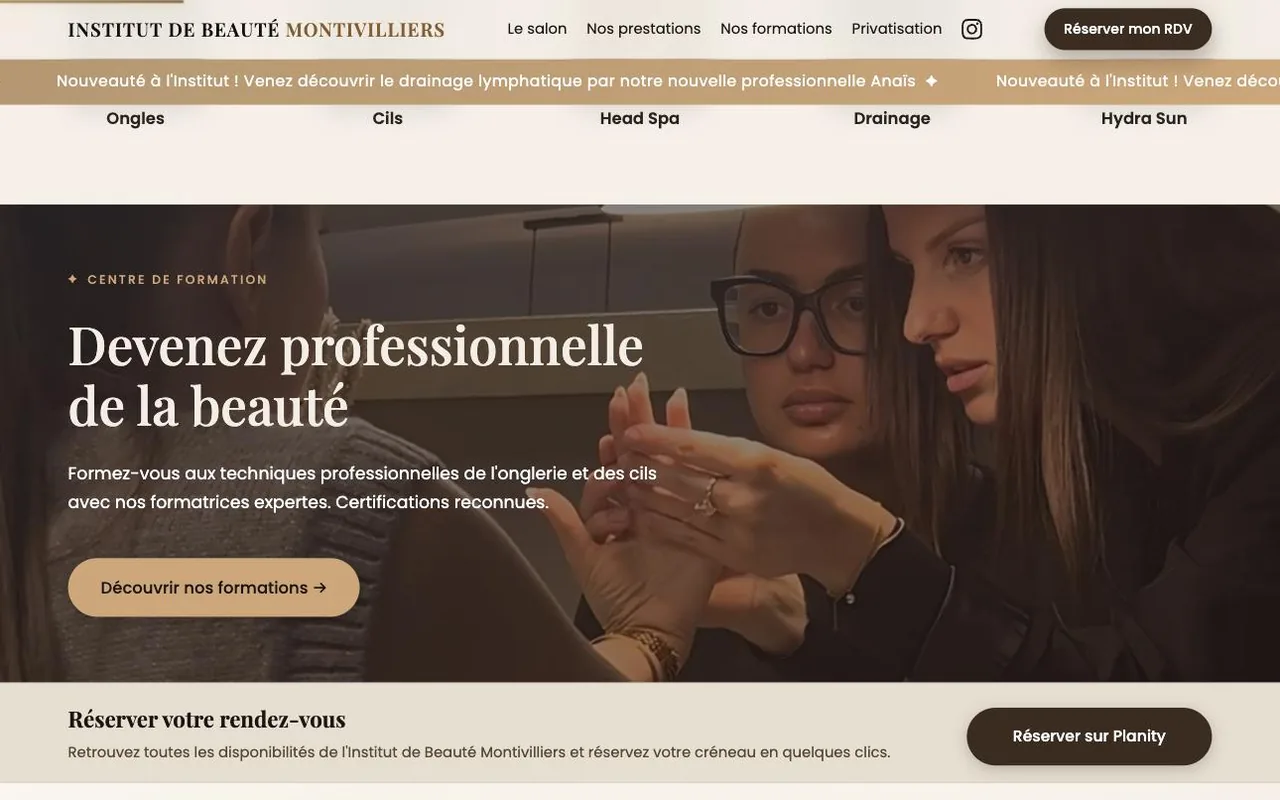 INSTITUT DE BEAUTÉ MONTIVILLIERS
Le salon
Nos prestations
Nos formations
Privatisation
Réserver mon RDV
Nouveauté à l'Institut ! Venez découvrir le drainage lymphatique par notre nouvelle professionnelle Anaïs ✦
Nouveauté à l'Institut ! Venez
Ongles
Cils
Head Spa
Drainage
Hydra Sun
✦ CENTRE DE FORMATION
Devenez professionnelle
de la beauté
Formez-vous aux techniques professionnelles de l'onglerie et des cils
avec nos formatrices expertes. Certifications reconnues.
Découvrir nos formations →
Réserver votre rendez-vous
Retrouvez toutes les disponibilités de l'Institut de Beauté Montivilliers et réservez votre créneau en quelques clics.
Réserver sur Planity